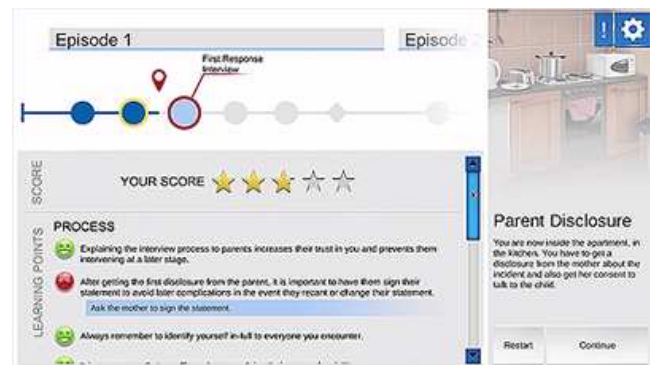 Episode 1
Episode
!
First Response
Interview
SCORE
YOUR SCORE
LEARNING POINTS
PROCESS
Explaining the interview process to parents increases their trust in you and prevents them
intervening at a later stage.
After getting the first disclosure from the parent, it is important to have them sign their
statement to avoid later complications in the event they recant or change their statement.
Ask the mother to sign the statement.
Always remember to identify yourself in-full to everyone you encounter.
Parent Disclosure
You are now inside the apartment, in
the kitchen. You have to get a
disclosure from the mother about the
incident and also get her consent to
talk to the child.
Restart
Continue